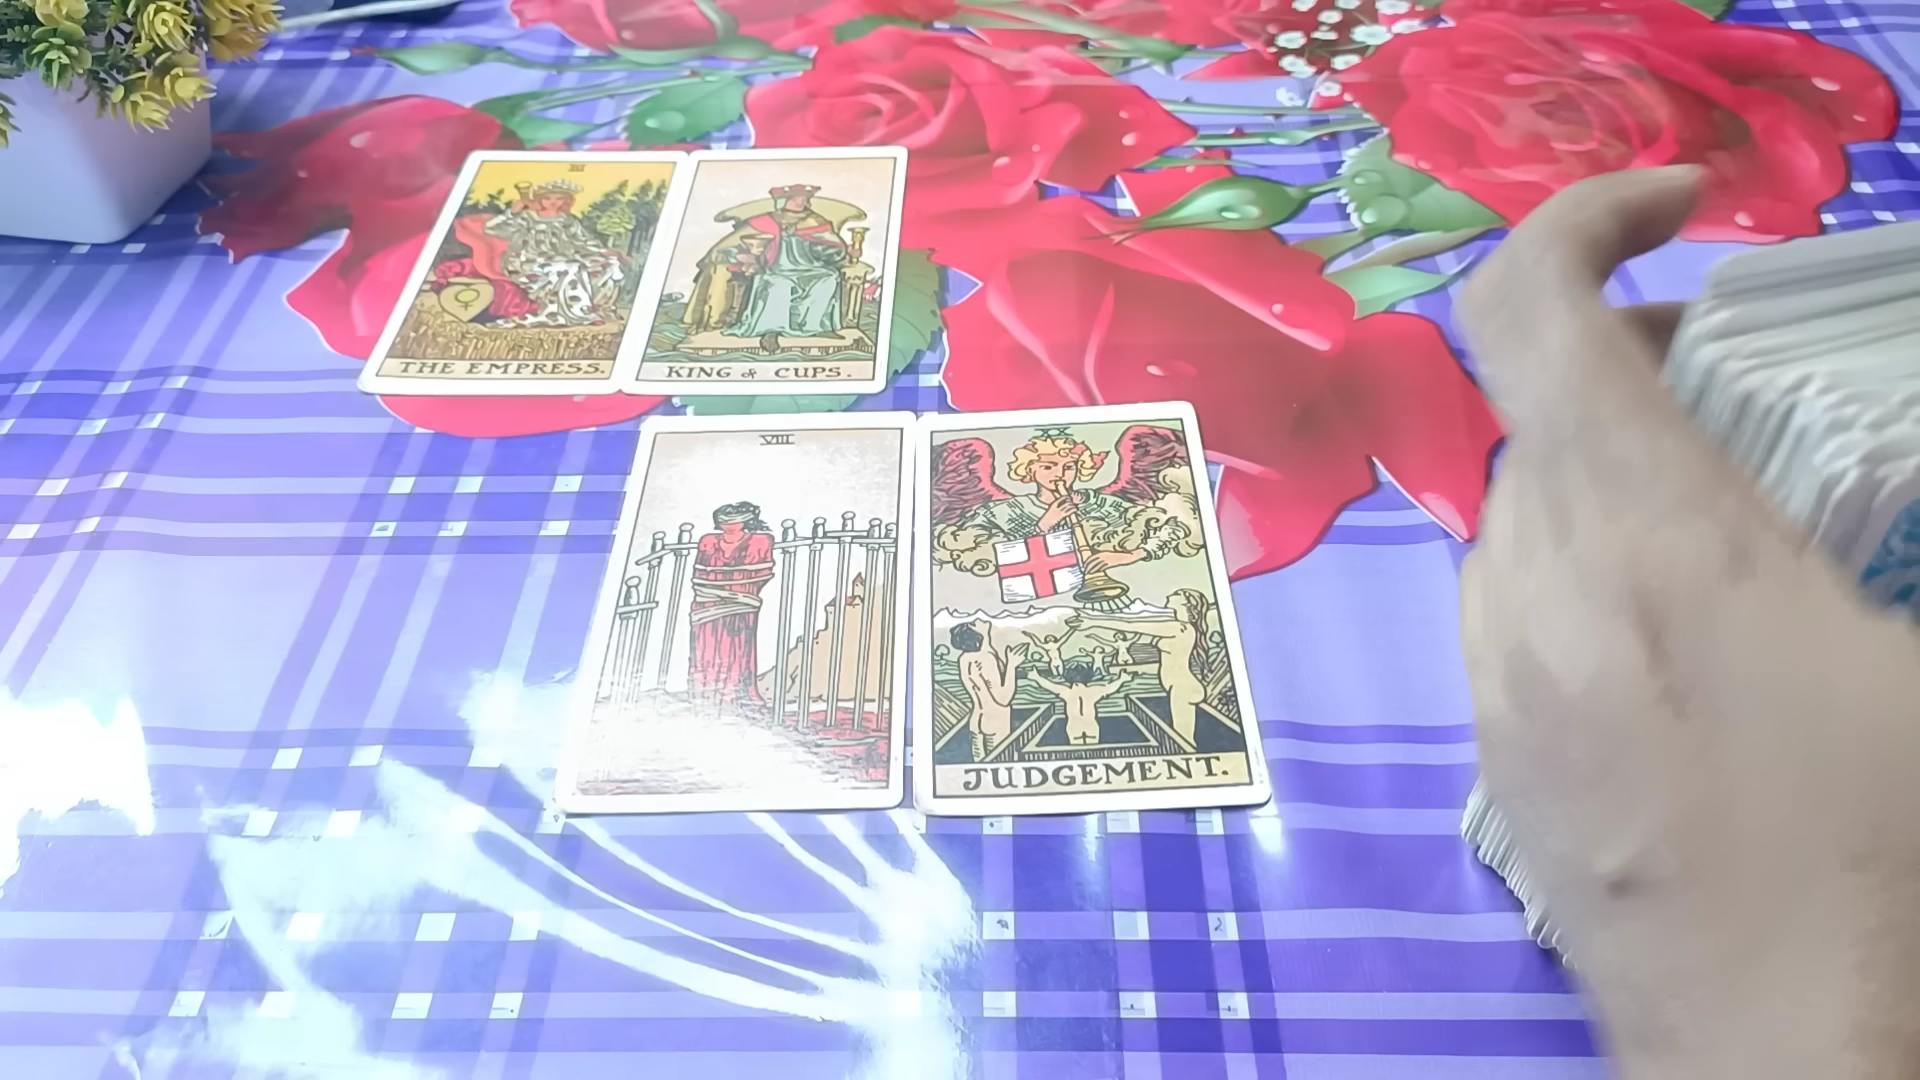 III
THE EMPRESS.
KING of CUPS.
VIII
XX
JUDGEMENT.